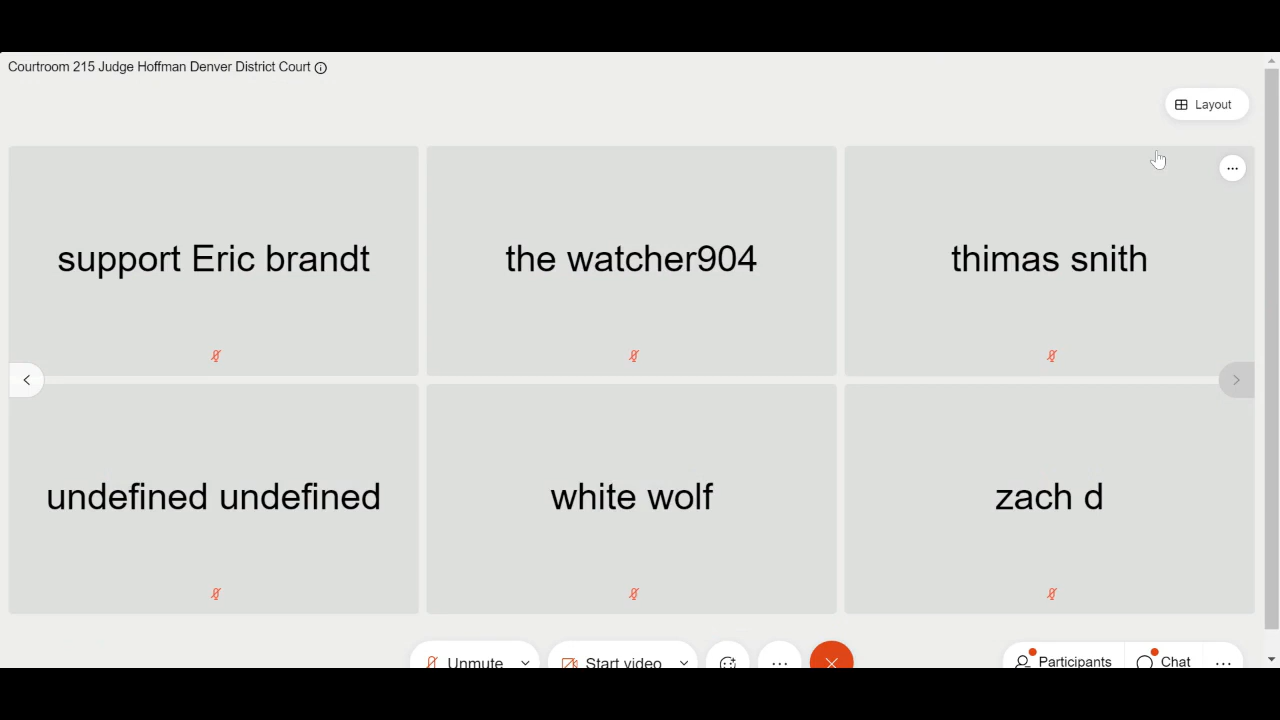 Courtroom 215 Judge Hoffman Denver District Court
Layout
support Eric brandt
the watcher904
thimas snith
undefined undefined
white wolf
zach d
Unmute
Start video
Participants
Chat